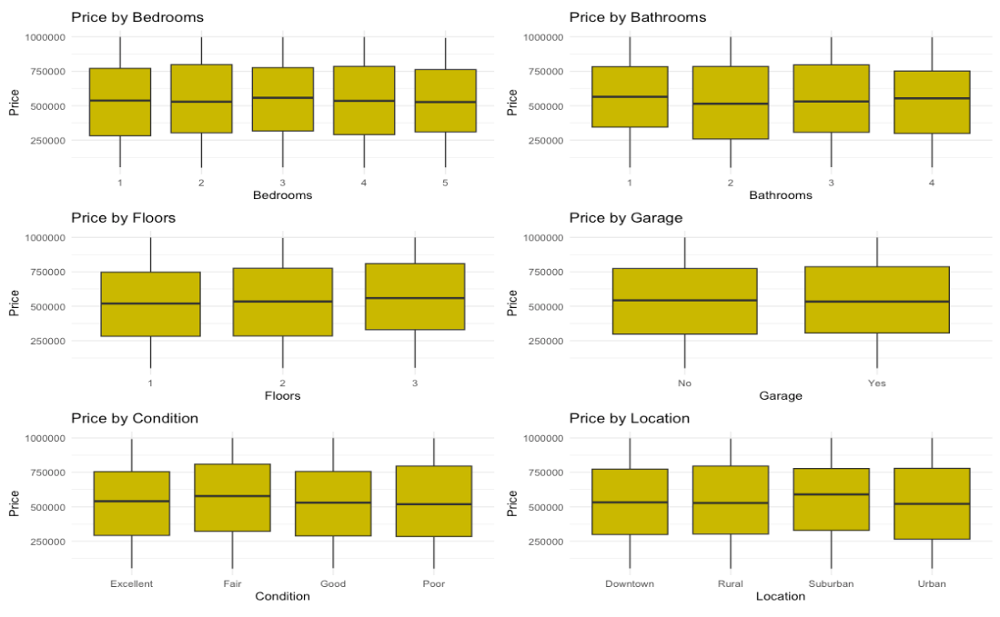 Price by Bedrooms
1000000
750000
500000
250000
Price
1 2 3 4 5
Bedrooms
Price by Bathrooms
1000000
750000
500000
250000
Price
1 2 3 4
Bathrooms
Price by Floors
1000000
750000
500000
250000
Price
1 2 3
Floors
Price by Garage
1000000
750000
500000
250000
Price
No Yes
Garage
Price by Condition
1000000
750000
500000
250000
Price
Excellent Fair Good Poor
Condition
Price by Location
1000000
750000
500000
250000
Price
Downtown Rural Suburban Urban
Location